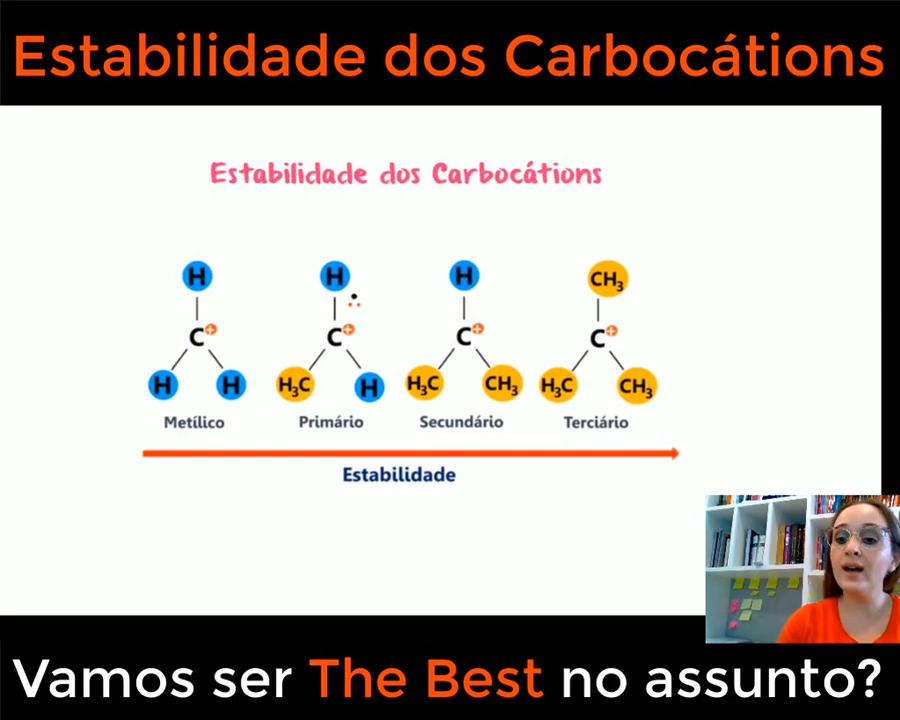 Estabilidade dos Carbocátions
Estabilidade dos Carbocátions
H H H CH₃
C+ C+ C+ C+
H H H₃C H H₃C CH₃ H₃C CH₃
Metílico Primário Secundário Terciário
Estabilidade
Vamos ser The Best no assunto?